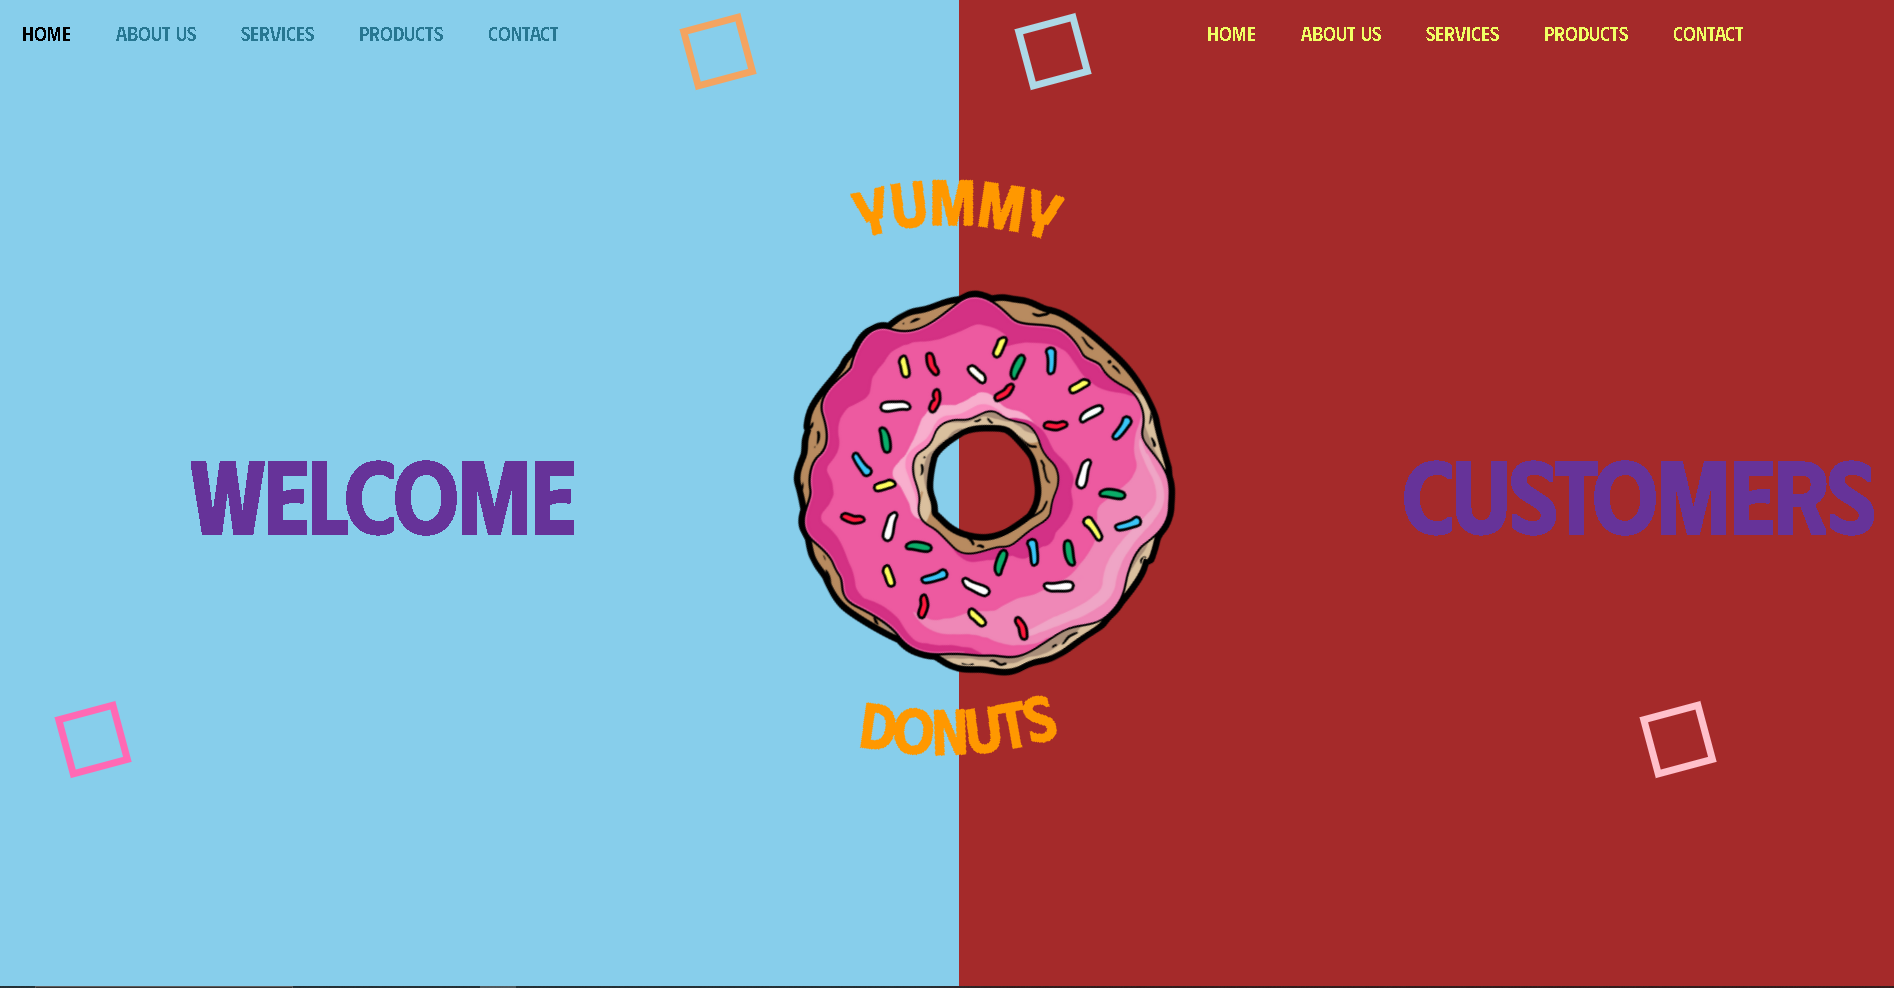 HOME ABOUT US SERVICES PRODUCTS CONTACT
HOME ABOUT US SERVICES PRODUCTS CONTACT
YUMMY
WELCOME
CUSTOMERS
DONUTS